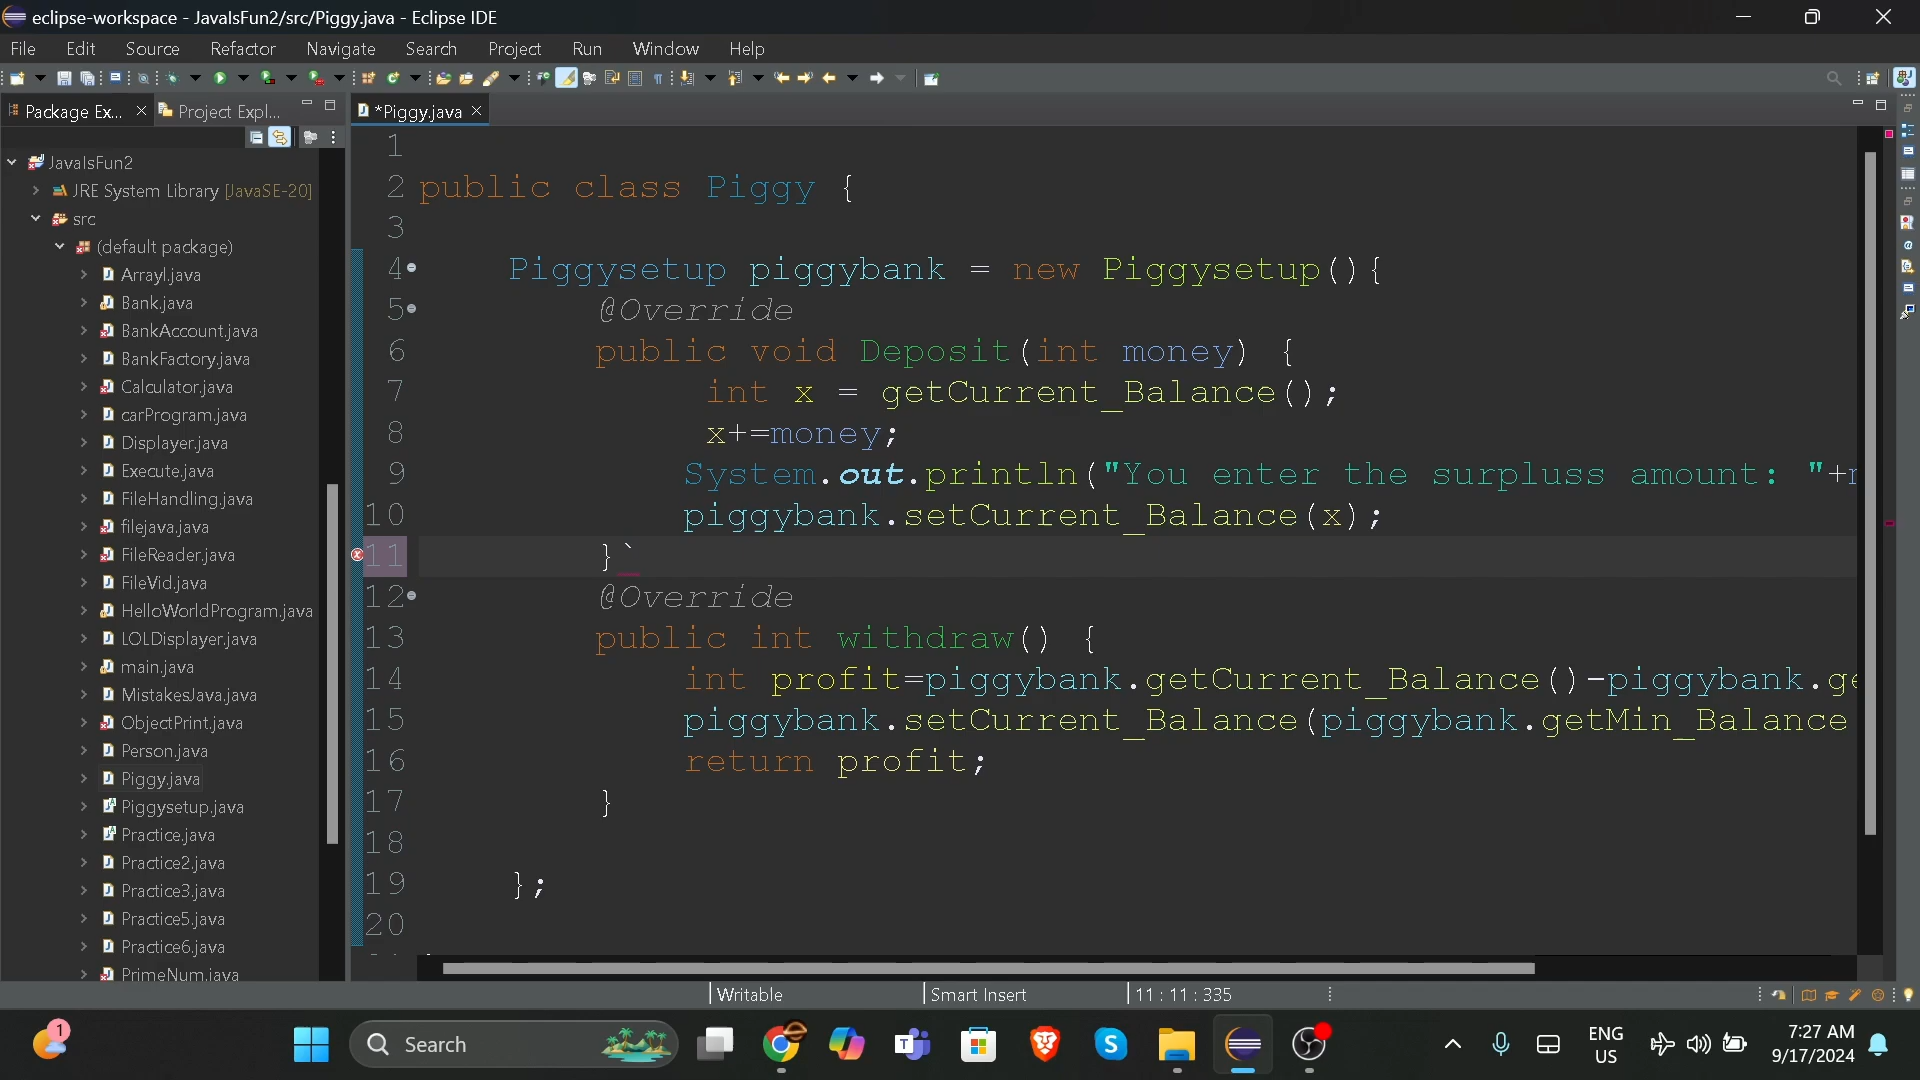 eclipse-workspace - JavaIsFun2/src/Piggy.java - Eclipse IDE
File Edit Source Refactor Navigate Search Project Run Window Help
Package Ex... Project Expl... *Piggy.java
JavaIsFun2
JRE System Library [JavaSE-20]
src
(default package)
ArrayI.java
Bank.java
BankAccount.java
BankFactory.java
Calculator.java
carProgram.java
Displayer.java
Execute.java
FileHandling.java
filejava.java
FileReader.java
FileVid.java
HelloWorldProgram.java
LOLDisplayer.java
main.java
MistakesJava.java
ObjectPrint.java
Person.java
Piggy.java
Piggysetup.java
Practice.java
Practice2.java
Practice3.java
Practice5.java
Practice6.java
PrimeNum.java
1
2 public class Piggy {
3
4 Piggysetup piggybank = new Piggysetup(){
5 @Override
6 public void Deposit(int money) {
7 int x = getCurrent_Balance();
8 x+=money;
9 System.out.println("You enter the surpluss amount: "+
10 piggybank.setCurrent_Balance(x);
11 }`
12 @Override
13 public int withdraw() {
14 int profit=piggybank.getCurrent_Balance()-piggybank.ge
15 piggybank.setCurrent_Balance(piggybank.getMin_Balance
16 return profit;
17 }
18
19 };
20
Writable Smart Insert 11 : 11 : 335
1 Search ENG
US 7:27 AM
9/17/2024